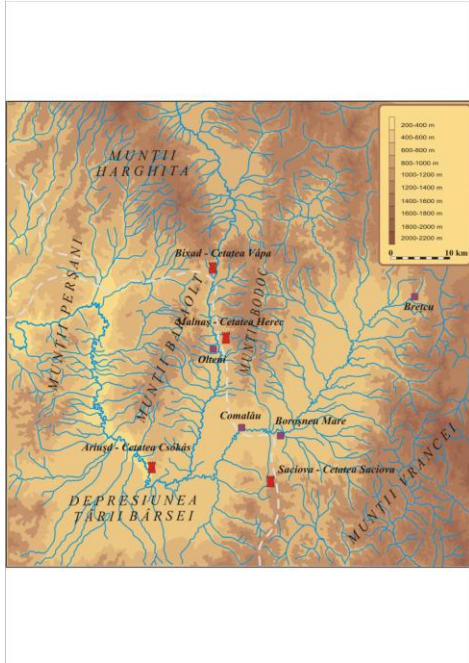 200-400 m
400-600 m
600-800 m
800-1000 m
1000-1200 m
1200-1400 m
1400-1600 m
1600-1800 m
1800-2000 m
2000-2200 m
0 10 km
MUNȚII
HARGHITA
Bixad - Cetatea Vápa
MUNȚII PERȘANI
MUNȚII BARAOLT
MUNȚII BODOC
Brețcu
Malnaș - Cetatea Herec
Olteni
Comalău
Boroșneu Mare
Ariușd - Cetatea Csókás
Saciova - Cetatea Saciova
DEPRESIUNEA
ȚĂRII BÂRSEI
MUNȚII VRANCEI